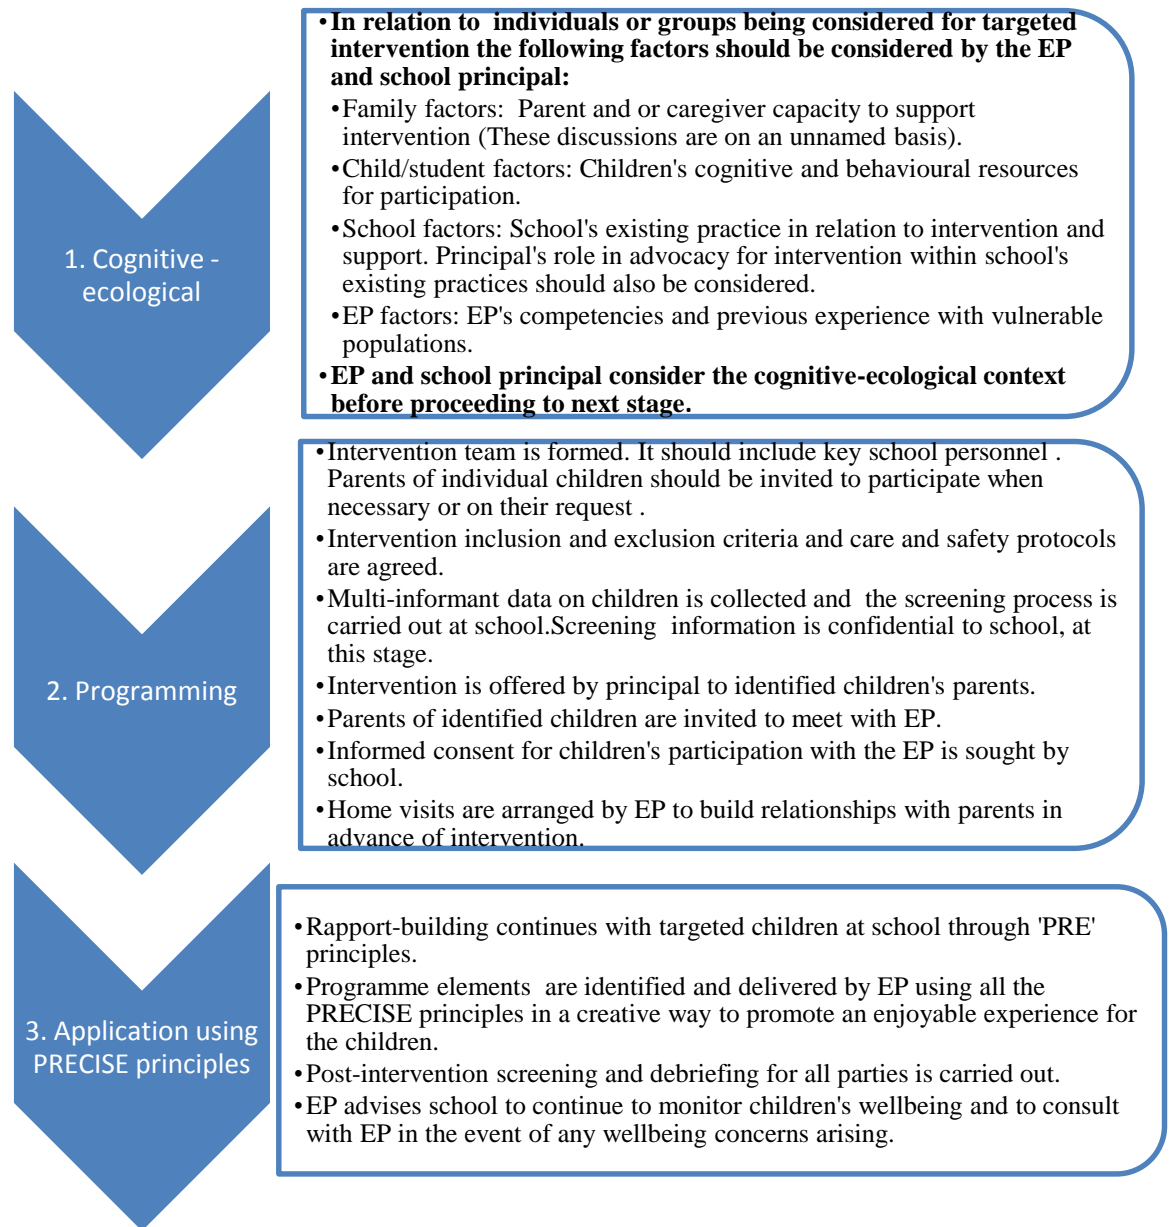 1. Cognitive -
ecological
•In relation to  individuals or groups being considered for targeted
intervention the following factors should be considered by the EP
and school principal:
•Family factors:  Parent and or caregiver capacity to support
intervention (These discussions are on an unnamed basis).
•Child/student factors: Children's cognitive and behavioural resources
for participation.
•School factors: School's existing practice in relation to intervention and
support. Principal's role in advocacy for intervention within school's
existing practices should also be considered.
•EP factors: EP's competencies and previous experience with vulnerable
populations.
•EP and school principal consider the cognitive-ecological context
before proceeding to next stage.
2. Programming
•Intervention team is formed. It should include key school personnel .
Parents of individual children should be invited to participate when
necessary or on their request .
•Intervention inclusion and exclusion criteria and care and safety protocols
are agreed.
•Multi-informant data on children is collected and  the screening process is
carried out at school.Screening  information is confidential to school, at
this stage.
•Intervention is offered by principal to identified children's parents.
•Parents of identified children are invited to meet with EP.
•Informed consent for children's participation with the EP is sought by
school.
•Home visits are arranged by EP to build relationships with parents in
advance of intervention.
3. Application using
PRECISE principles
•Rapport-building continues with targeted children at school through 'PRE'
principles.
•Programme elements  are identified and delivered by EP using all the
PRECISE principles in a creative way to promote an enjoyable experience for
the children.
•Post-intervention screening and debriefing for all parties is carried out.
•EP advises school to continue to monitor children's wellbeing and to consult
with EP in the event of any wellbeing concerns arising.